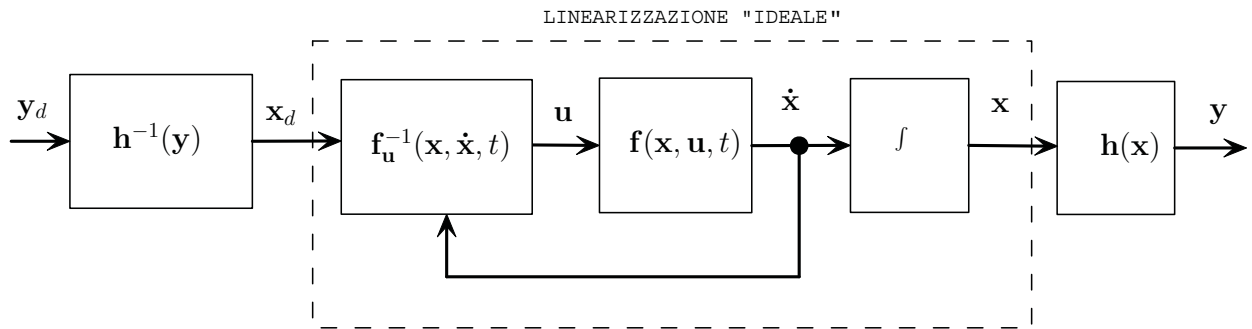 LINEARIZZAZIONE "IDEALE"
y_d
h⁻¹(y)
x_d
f_u⁻¹(x, ẋ, t)
u
f(x, u, t)
ẋ
∫
x
h(x)
y